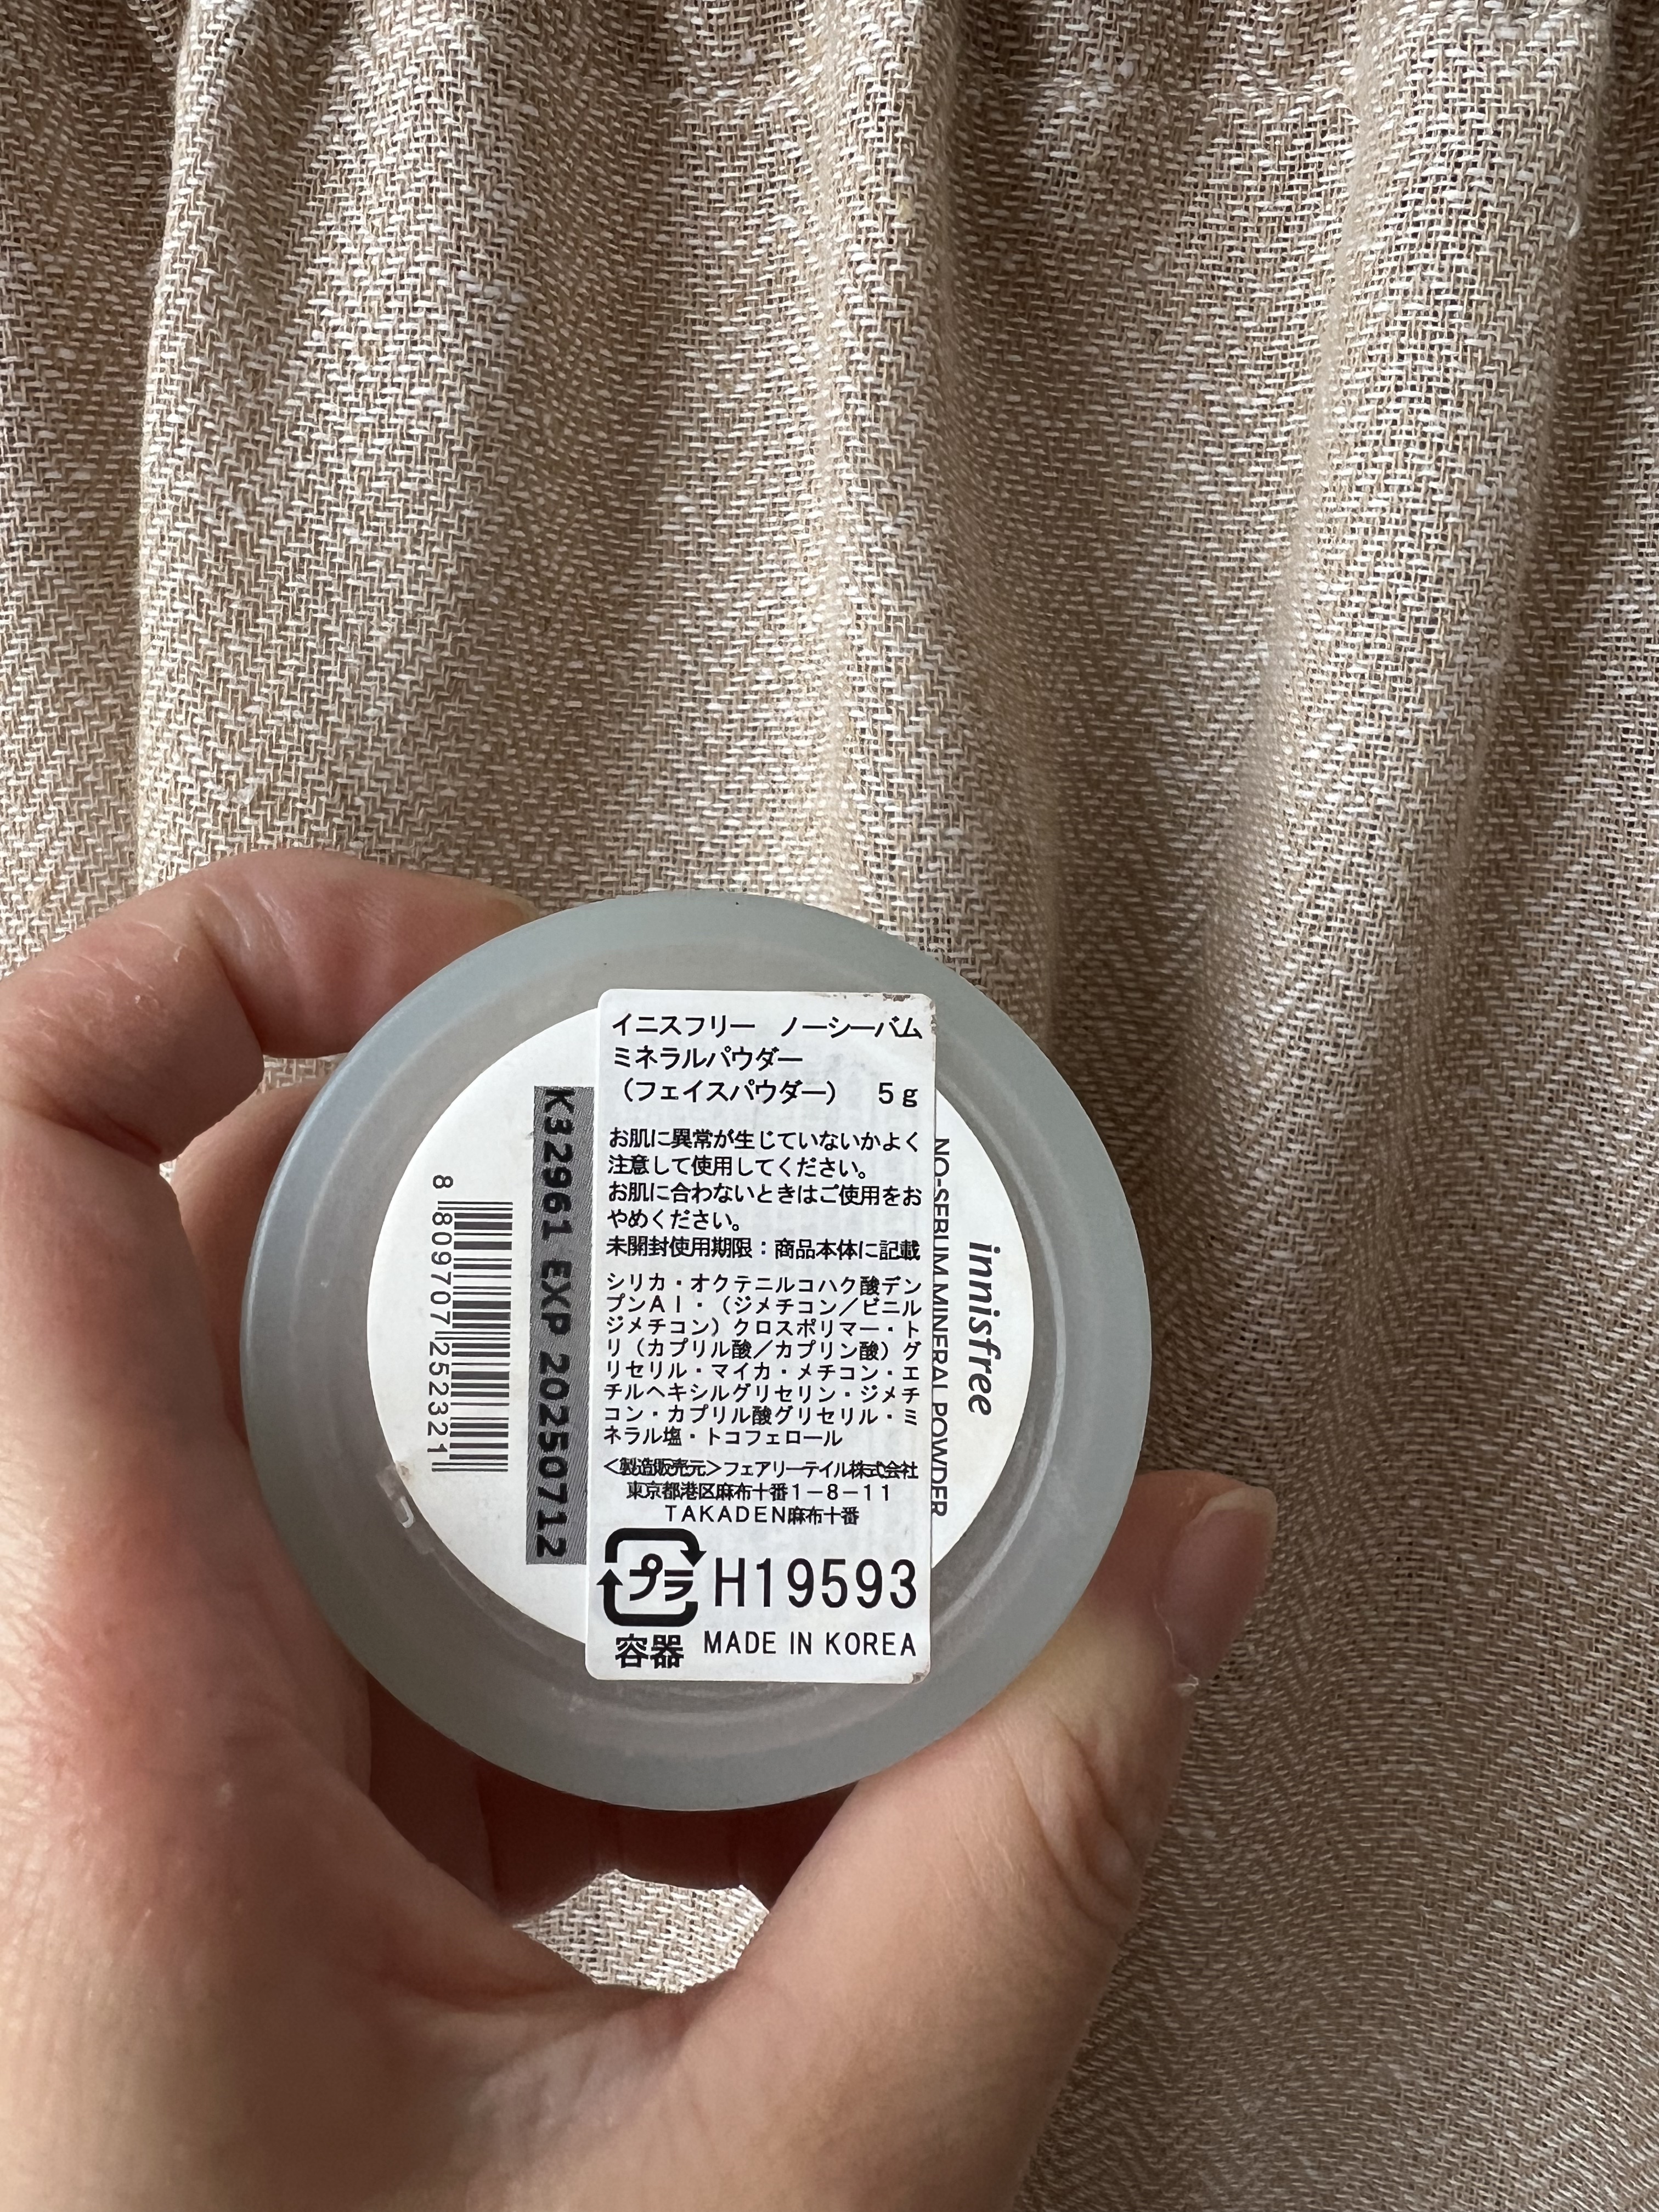 イニスフリー　ノーシーバム
ミネラルパウダー
（フェイスパウダー）　5g
お肌に異常が生じていないかよく
注意して使用してください。
お肌に合わないときはご使用をお
やめください。
未開封使用期限：商品本体に記載
シリカ・オクテニルコハク酸デン
プンAl・（ジメチコン／ビニル
ジメチコン）クロスポリマー・ト
リ（カプリル酸／カプリン酸）グ
リセリル・マイカ・メチコン・エ
チルヘキシルグリセリン・ジメチ
コン・カプリル酸グリセリル・ミ
ネラル塩・トコフェロール
＜製造販売元＞フェアリーテイル株式会社
東京都港区麻布十番1－8－11
TAKADEN麻布十番
プラ H19593
容器 MADE IN KOREA
innisfree
NO-SEBUM MINERAL POWDER
K32961 EXP 20250712
8 809707 252321